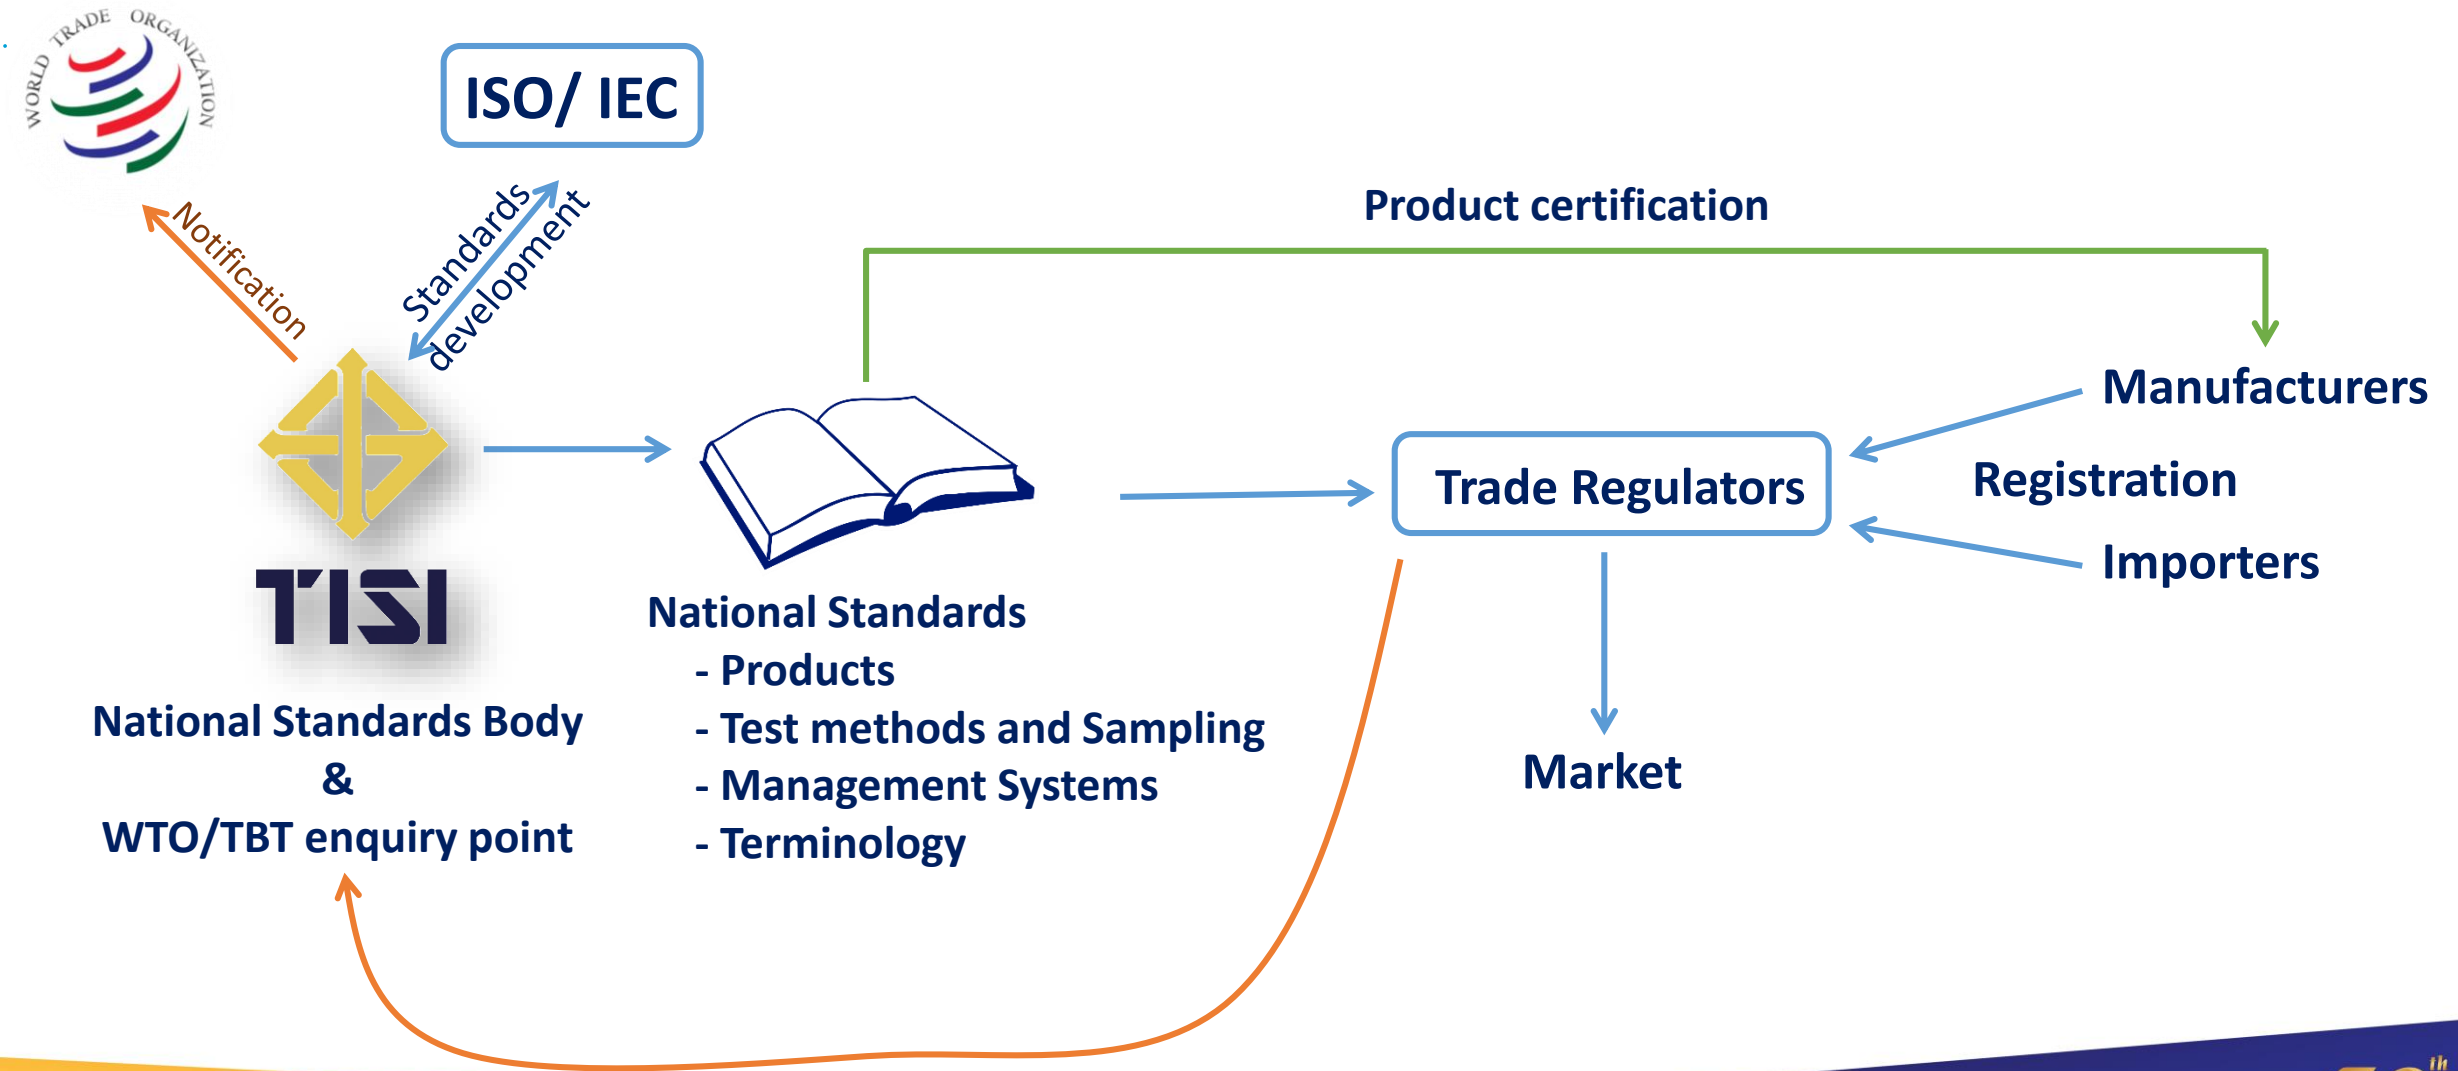 WORLD TRADE ORGANIZATION
ISO/ IEC
Notification
Standards
development
Product certification
TISI
National Standards Body
&
WTO/TBT enquiry point
National Standards
- Products
- Test methods and Sampling
- Management Systems
- Terminology
Trade Regulators
Manufacturers
Registration
Importers
Market
th